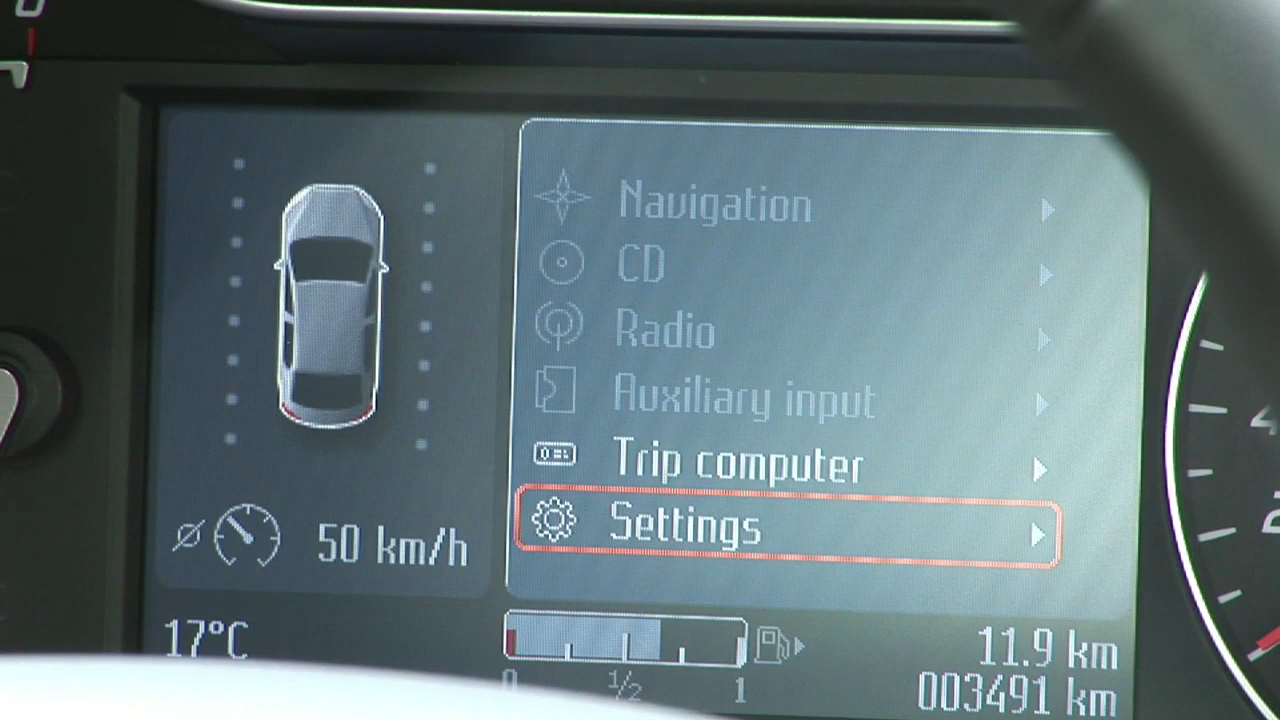 Navigation
CD
Radio
Auxiliary input
Trip computer
Settings
50 km/h
17°C
0 1/2 1
11.9 km
003491 km